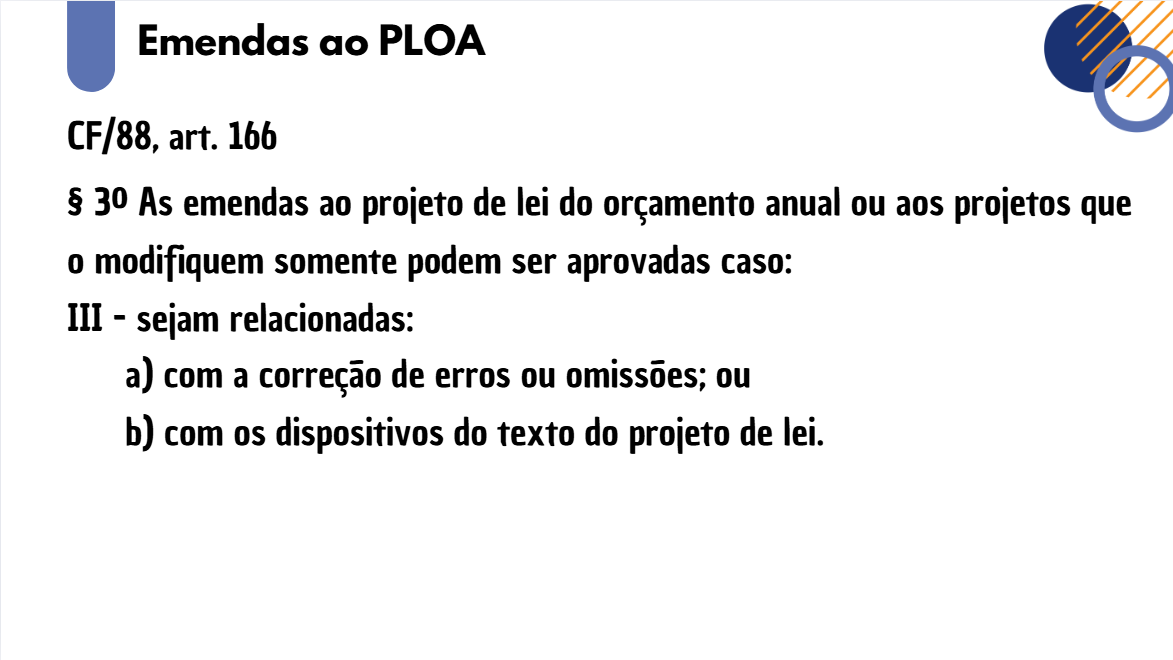 Emendas ao PLOA
CF/88, art. 166
§ 3º As emendas ao projeto de lei do orçamento anual ou aos projetos que
o modifiquem somente podem ser aprovadas caso:
III - sejam relacionadas:
a) com a correção de erros ou omissões; ou
b) com os dispositivos do texto do projeto de lei.